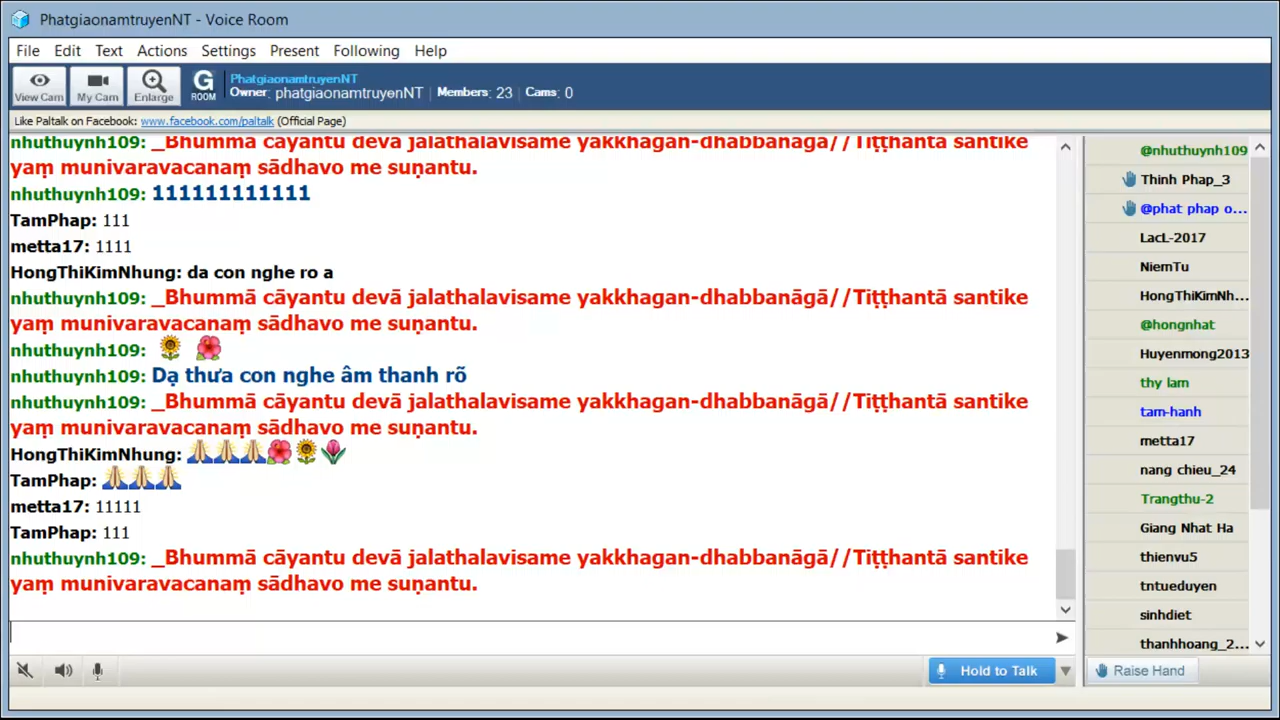 PhatgiaonamtruyenNT - Voice Room
File Edit Text Actions Settings Present Following Help
View Cam My Cam Enlarge G ROOM
PhatgiaonamtruyenNT
Owner: phatgiaonamtruyenNT Members: 23 Cams: 0
Like Paltalk on Facebook: www.facebook.com/paltalk (Official Page)
nhuthuynh109: _Bhummā cāyantu devā jalathalavisame yakkhagan-dhabbanāgā//Tiṭṭhantā santike
yaṃ munivaravacanaṃ sādhavo me suṇantu.
nhuthuynh109: 111111111111
TamPhap: 111
metta17: 1111
HongThiKimNhung: da con nghe ro a
nhuthuynh109: _Bhummā cāyantu devā jalathalavisame yakkhagan-dhabbanāgā//Tiṭṭhantā santike
yaṃ munivaravacanaṃ sādhavo me suṇantu.
nhuthuynh109:
nhuthuynh109: Dạ thưa con nghe âm thanh rõ
nhuthuynh109: _Bhummā cāyantu devā jalathalavisame yakkhagan-dhabbanāgā//Tiṭṭhantā santike
yaṃ munivaravacanaṃ sādhavo me suṇantu.
HongThiKimNhung:
TamPhap:
metta17: 11111
TamPhap: 111
nhuthuynh109: _Bhummā cāyantu devā jalathalavisame yakkhagan-dhabbanāgā//Tiṭṭhantā santike
yaṃ munivaravacanaṃ sādhavo me suṇantu.
@nhuthuynh109
Thinh Phap_3
@phat phap o...
LacL-2017
NiemTu
HongThiKimNh...
@hongnhat
Huyenmong2013
thy lam
tam-hanh
metta17
nang chieu_24
Trangthu-2
Giang Nhat Ha
thienvu5
tntueduyen
sinhdiet
thanhhoang_2...
Hold to Talk
Raise Hand